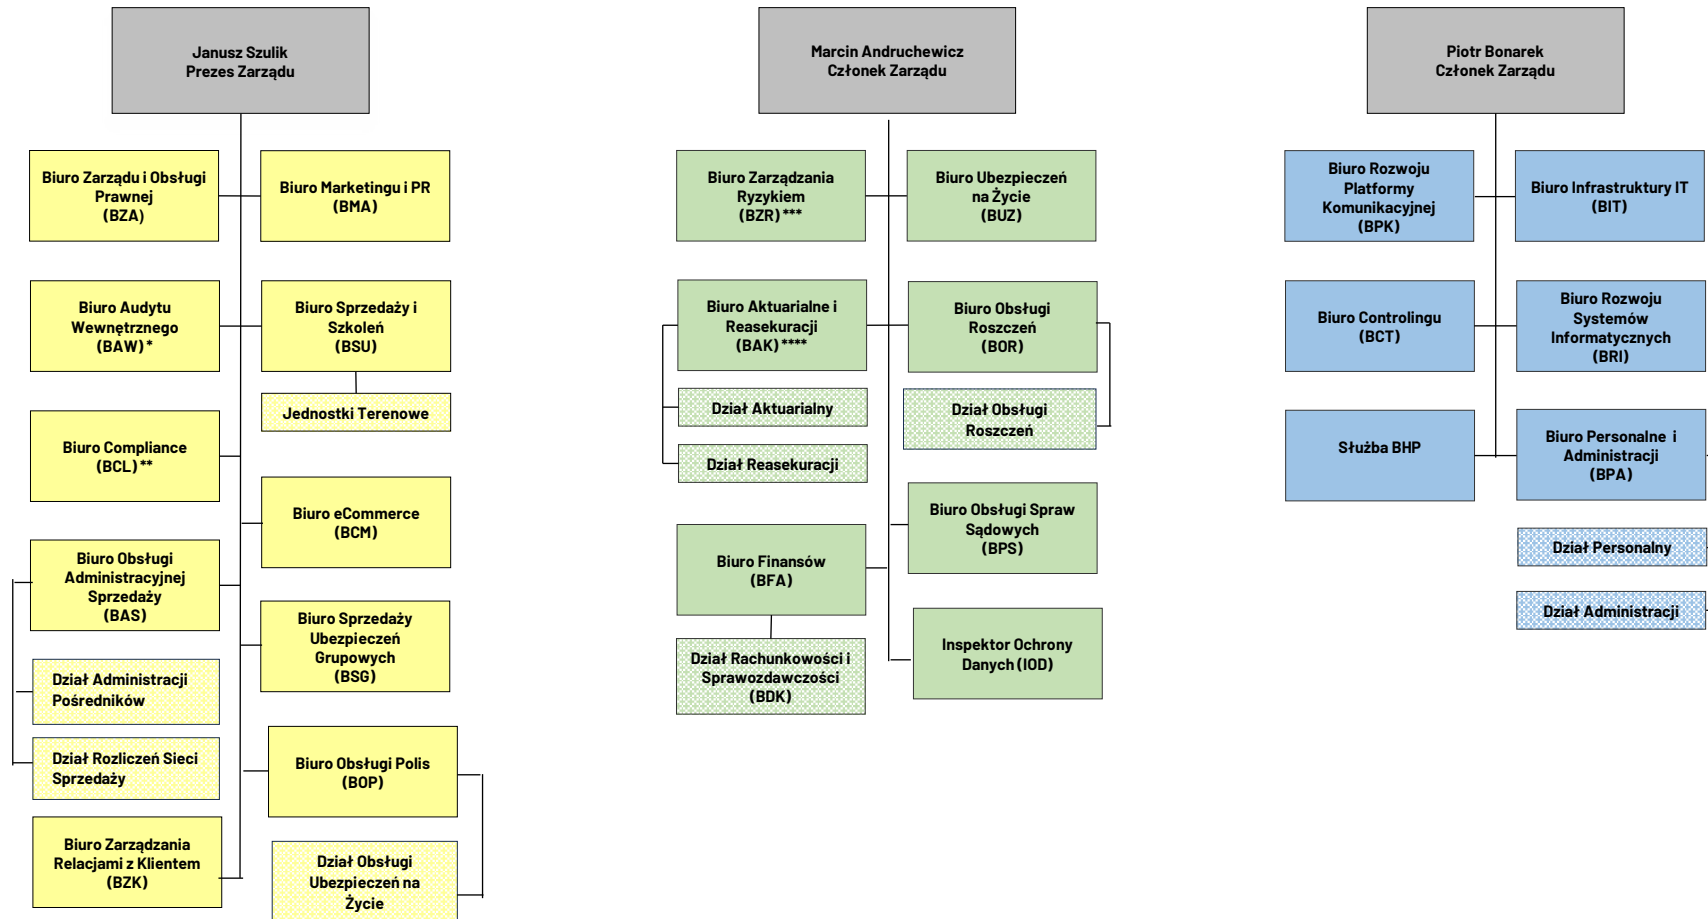 Janusz Szulik
Prezes Zarządu
Biuro Zarządu i Obsługi
Prawnej
(BZA)
Biuro Marketingu i PR
(BMA)
Biuro Audytu
Wewnętrznego
(BAW) *
Biuro Sprzedaży i
Szkoleń
(BSU)
Jednostki Terenowe
Biuro Compliance
(BCL) **
Biuro eCommerce
(BCM)
Biuro Obsługi
Administracyjnej
Sprzedaży
(BAS)
Biuro Sprzedaży
Ubezpieczeń
Grupowych
(BSG)
Dział Administracji
Pośredników
Dział Rozliczeń Sieci
Sprzedaży
Biuro Obsługi Polis
(BOP)
Biuro Zarządzania
Relacjami z Klientem
(BZK)
Dział Obsługi
Ubezpieczeń na
Życie
Marcin Andruchewicz
Członek Zarządu
Biuro Zarządzania
Ryzykiem
(BZR) ***
Biuro Ubezpieczeń
na Życie
(BUZ)
Biuro Aktuarialne i
Reasekuracji
(BAK) ****
Biuro Obsługi
Roszczeń
(BOR)
Dział Aktuarialny
Dział Obsługi
Roszczeń
Dział Reasekuracji
Biuro Obsługi Spraw
Sądowych
(BPS)
Biuro Finansów
(BFA)
Dział Rachunkowości i
Sprawozdawczości
(BDK)
Inspektor Ochrony
Danych (IOD)
Piotr Bonarek
Członek Zarządu
Biuro Rozwoju
Platformy
Komunikacyjnej
(BPK)
Biuro Infrastruktury IT
(BIT)
Biuro Controlingu
(BCT)
Biuro Rozwoju
Systemów
Informatycznych
(BRI)
Służba BHP
Biuro Personalne i
Administracji
(BPA)
Dział Personalny
Dział Administracji